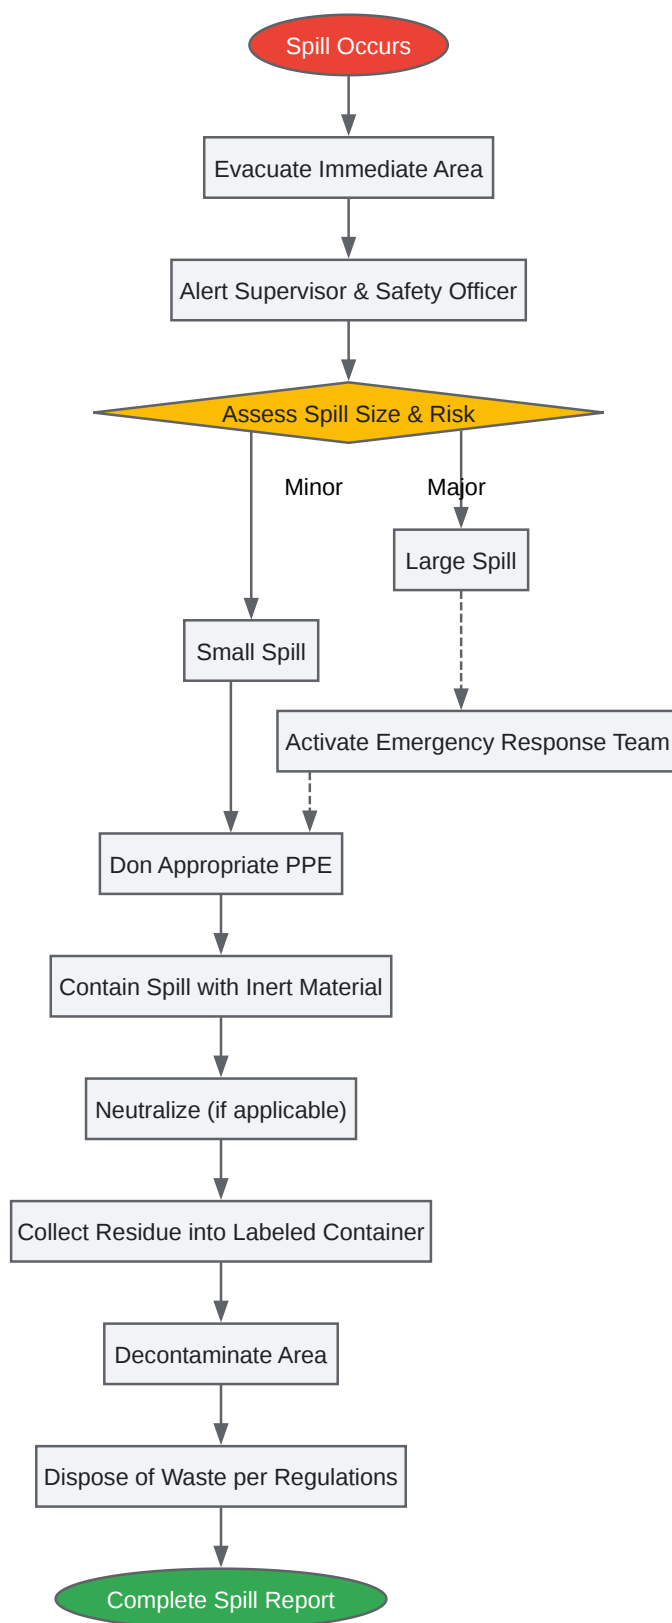 Spill Occurs
Evacuate Immediate Area
Alert Supervisor & Safety Officer
Assess Spill Size & Risk
Minor
Major
Large Spill
Small Spill
Activate Emergency Response Team
Don Appropriate PPE
Contain Spill with Inert Material
Neutralize (if applicable)
Collect Residue into Labeled Container
Decontaminate Area
Dispose of Waste per Regulations
Complete Spill Report